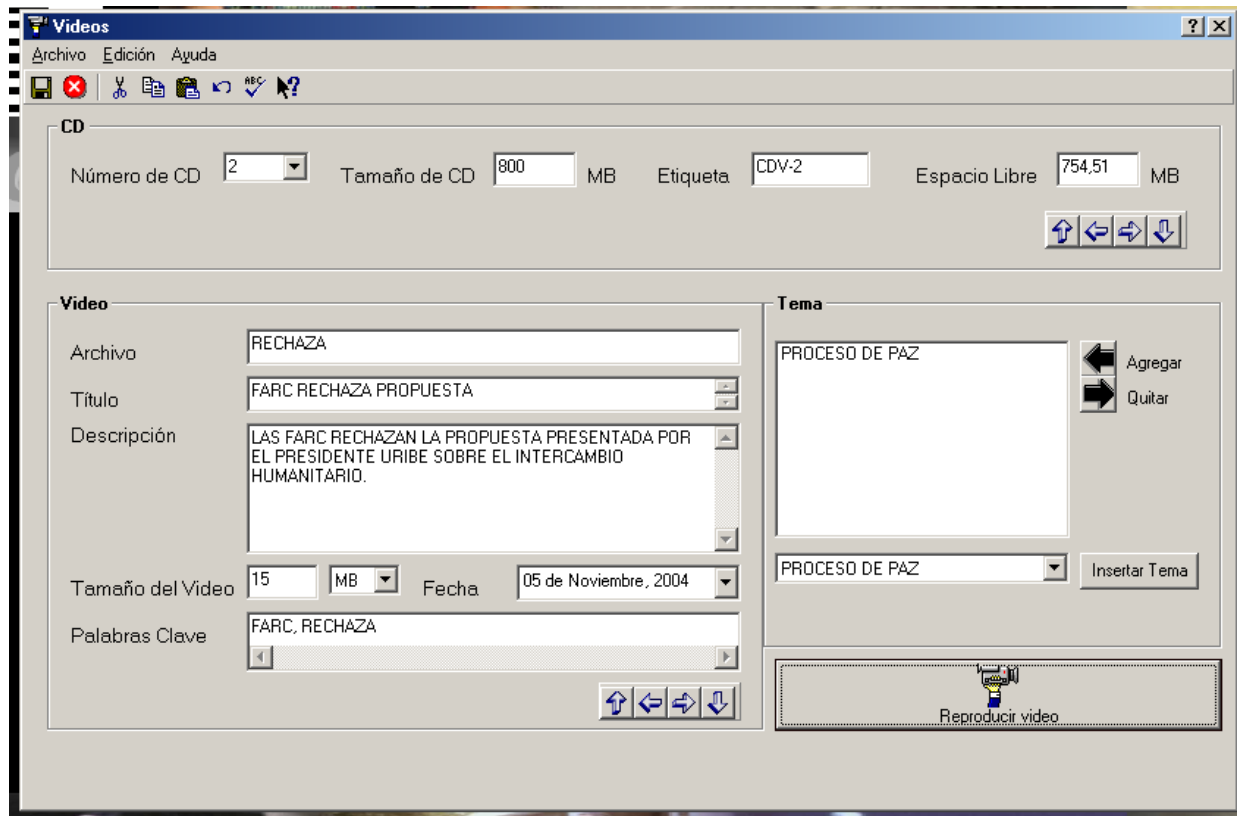 Videos
Archivo Edición Ayuda
ABC
CD
Número de CD 2 Tamaño de CD 800 MB Etiqueta CDV-2 Espacio Libre 754,51 MB
Video
Archivo RECHAZA
Título FARC RECHAZA PROPUESTA
Descripción LAS FARC RECHAZAN LA PROPUESTA PRESENTADA POR
EL PRESIDENTE URIBE SOBRE EL INTERCAMBIO
HUMANITARIO.
Tamaño del Video 15 MB Fecha 05 de Noviembre, 2004
Palabras Clave FARC, RECHAZA
Tema
PROCESO DE PAZ
Agregar
Quitar
PROCESO DE PAZ Insertar Tema
Reproducir video